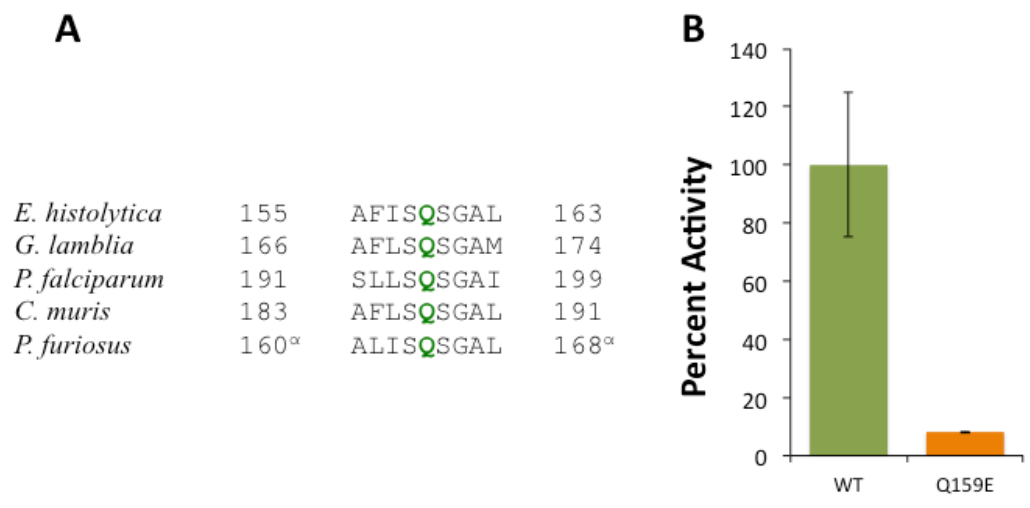 A
E. histolytica 155 AFISQSGAL 163
G. lamblia 166 AFLSQSGAM 174
P. falciparum 191 SLLSQSGAI 199
C. muris 183 AFLSQSGAL 191
P. furiosus 160α ALISQSGAL 168α
B
Percent Activity
140
120
100
80
60
40
20
0
WT Q159E